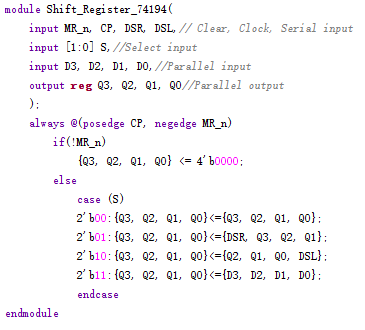 module Shift_Register_74194(
input MR_n, CP, DSR, DSL,// Clear, Clock, Serial input
input [1:0] S,//Select input
input D3, D2, D1, D0,//Parallel input
output reg Q3, Q2, Q1, Q0//Parallel output
);
always @(posedge CP, negedge MR_n)
if(!MR_n)
{Q3, Q2, Q1, Q0} <= 4'b0000;
else
case (S)
2'b00:{Q3, Q2, Q1, Q0}<={Q3, Q2, Q1, Q0};
2'b01:{Q3, Q2, Q1, Q0}<={DSR, Q3, Q2, Q1};
2'b10:{Q3, Q2, Q1, Q0}<={Q2, Q1, Q0, DSL};
2'b11:{Q3, Q2, Q1, Q0}<={D3, D2, D1, D0};
endcase
endmodule